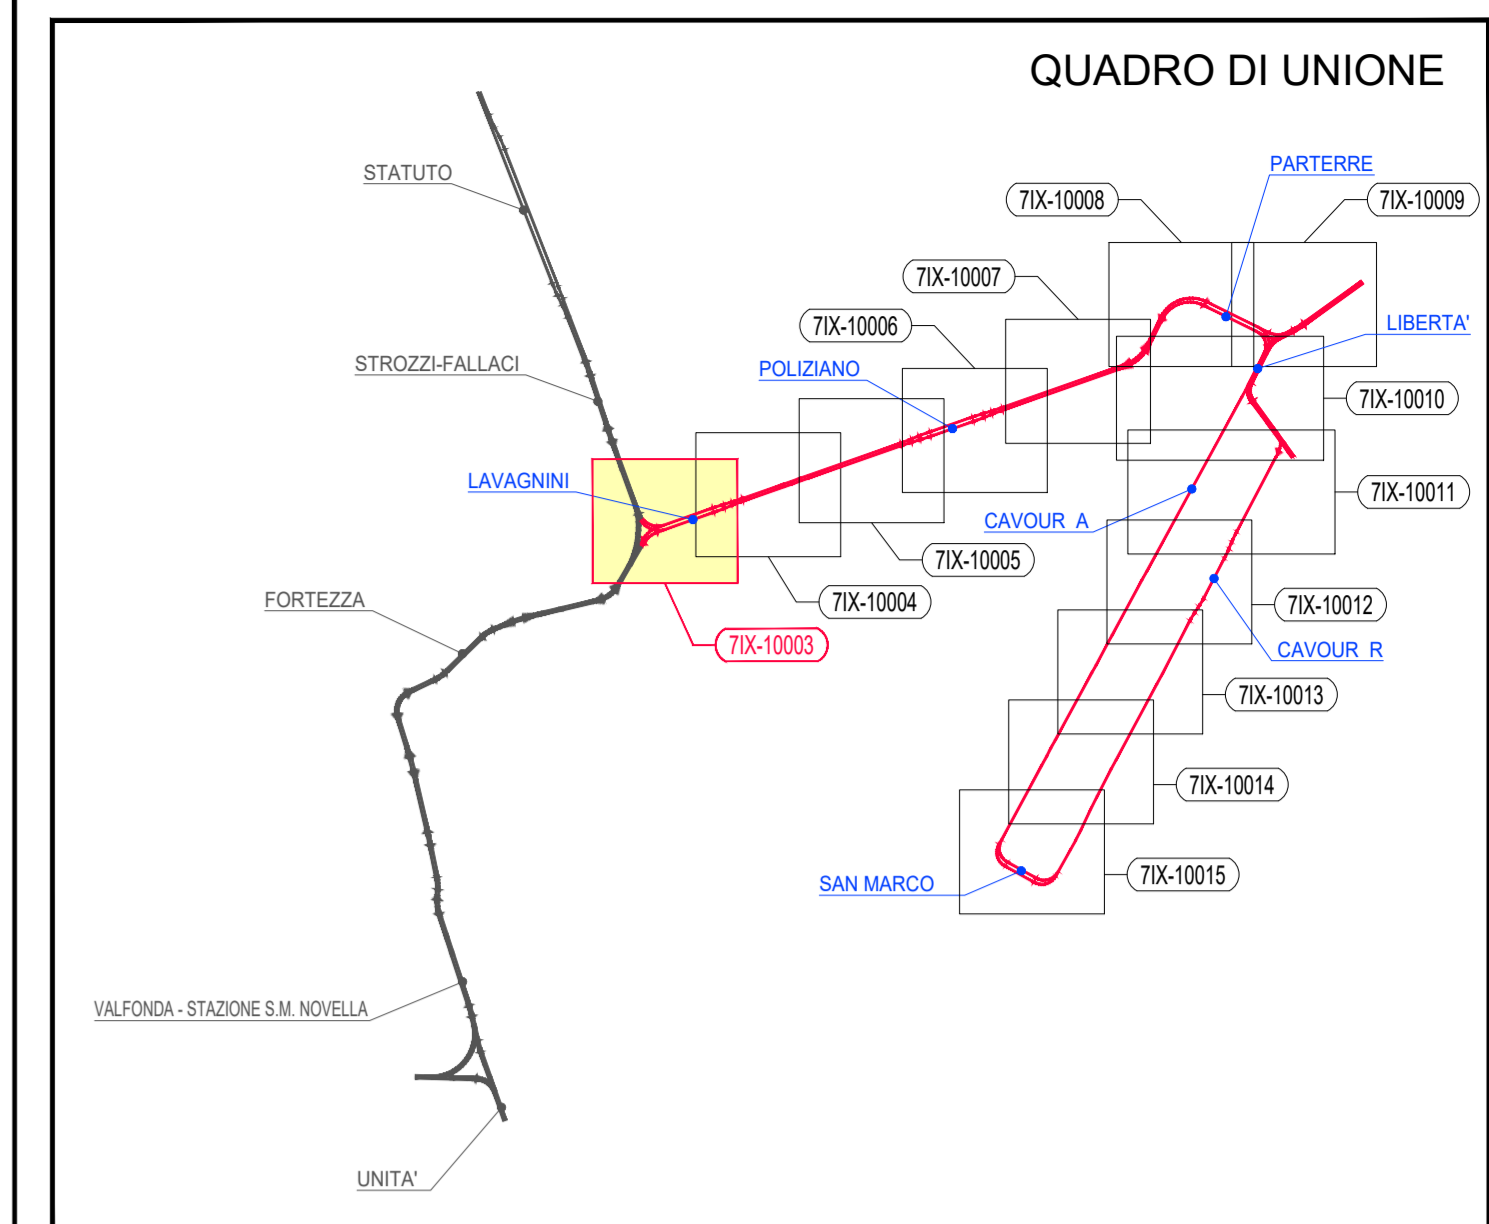 QUADRO DI UNIONE
STATUTO
PARTERRE
7IX-10008
7IX-10009
7IX-10007
7IX-10006
LIBERTA'
STROZZI-FALLACI
POLIZIANO
7IX-10010
LAVAGNINI
7IX-10011
CAVOUR A
7IX-10005
FORTEZZA
7IX-10004
7IX-10012
7IX-10003
CAVOUR R
7IX-10013
7IX-10014
SAN MARCO
7IX-10015
VALFONDA - STAZIONE S.M. NOVELLA
UNITA'